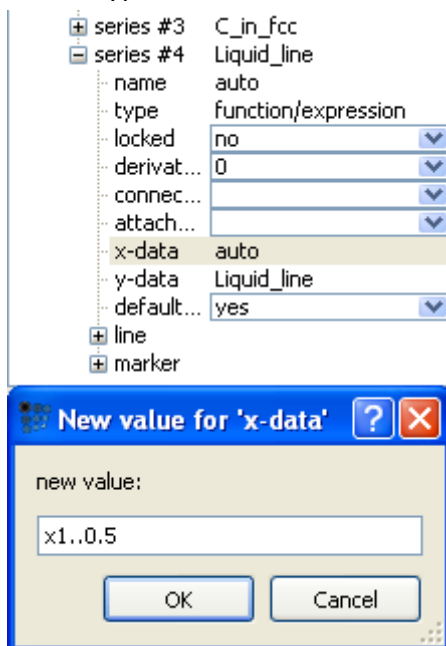 series #3 C_in_fcc
series #4 Liquid_line
name auto
type function/expression
locked no
derivat... 0
connec...
attach...
x-data auto
y-data Liquid_line
default... yes
line
marker
New value for 'x-data'
new value:
x1..0.5
OK Cancel